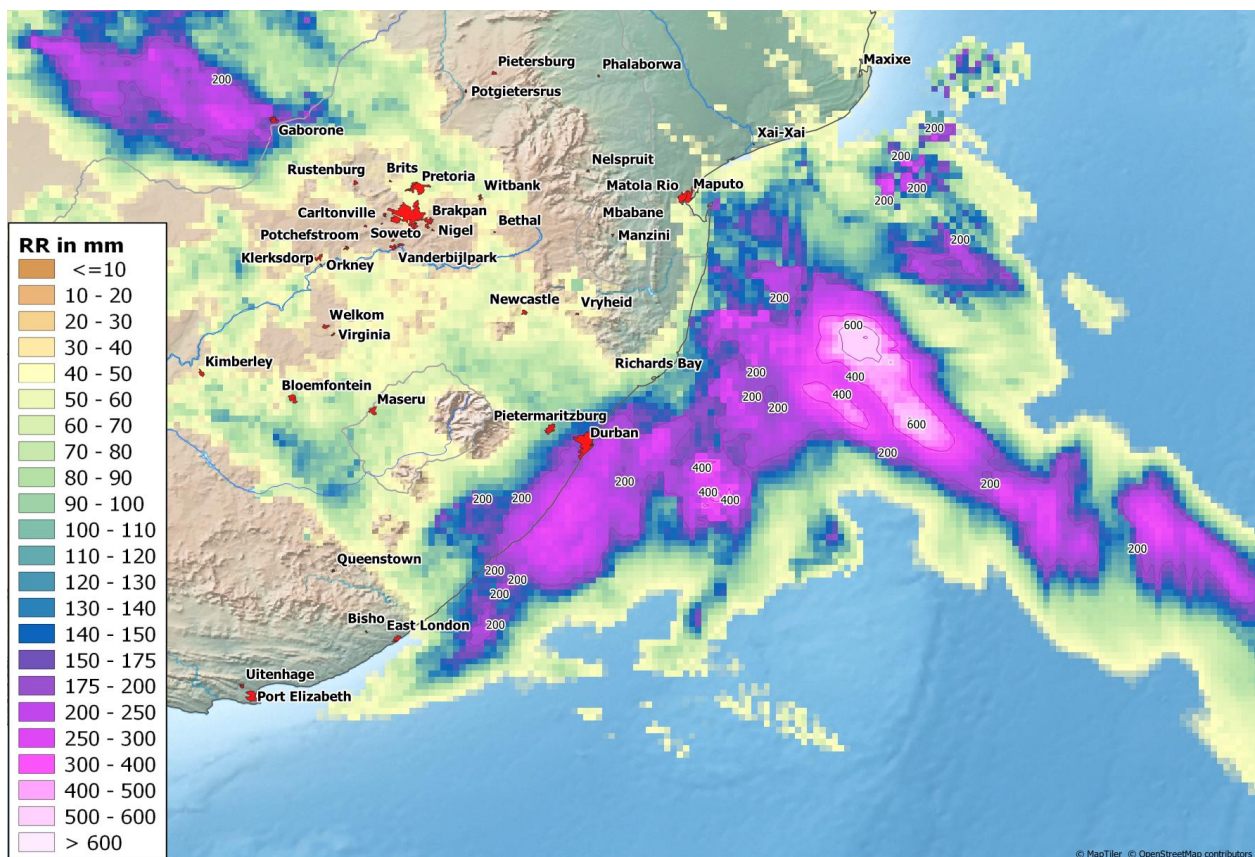 Maxixe
Pietersburg
Phalaborwa
Potgietersrus
200
Gaborone
Xai-Xai
200
200
200
200
Nelspruit
Rustenburg
Brits
Pretoria
Witbank
Matola Rio
Maputo
Carltonville
Brakpan
Mbabane
Potchefstroom
Soweto
Nigel
Bethal
Manzini
200
Klerksdorp
Orkney
Vanderbijlpark
Newcastle
Vryheid
200
Welkom
Virginia
600
Kimberley
Richards Bay
200
400
Bloemfontein
Maseru
200
400
200
Pietermaritzburg
600
Durban
200
400
200
200
200
200
400
400
200
Queenstown
200
200
200
Bisho
East London
200
Uitenhage
Port Elizabeth
RR in mm
<=10
10 - 20
20 - 30
30 - 40
40 - 50
50 - 60
60 - 70
70 - 80
80 - 90
90 - 100
100 - 110
110 - 120
120 - 130
130 - 140
140 - 150
150 - 175
175 - 200
200 - 250
250 - 300
300 - 400
400 - 500
500 - 600
> 600
© MapTiler © OpenStreetMap contributors